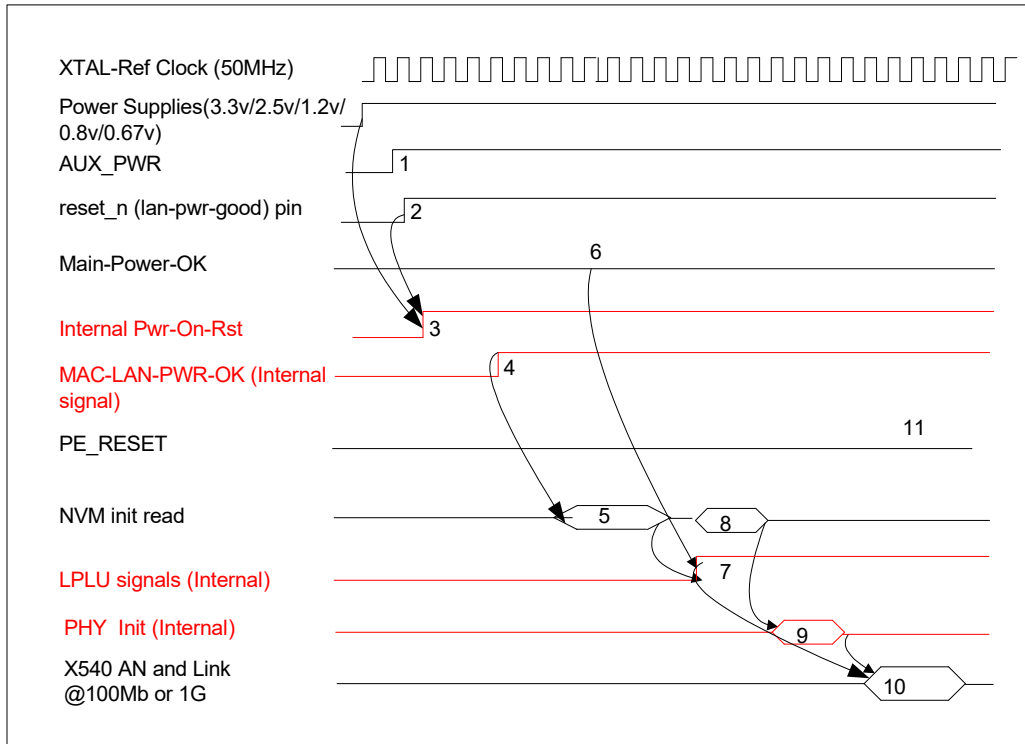 XTAL-Ref Clock (50MHz)
Power Supplies(3.3v/2.5v/1.2v/
0.8v/0.67v)
AUX_PWR
1
reset_n (lan-pwr-good) pin
2
Main-Power-OK
6
Internal Pwr-On-Rst
3
MAC-LAN-PWR-OK (Internal
signal)
4
PE_RESET
11
NVM init read
5
8
LPLU signals (Internal)
7
PHY Init (Internal)
9
X540 AN and Link
@100Mb or 1G
10